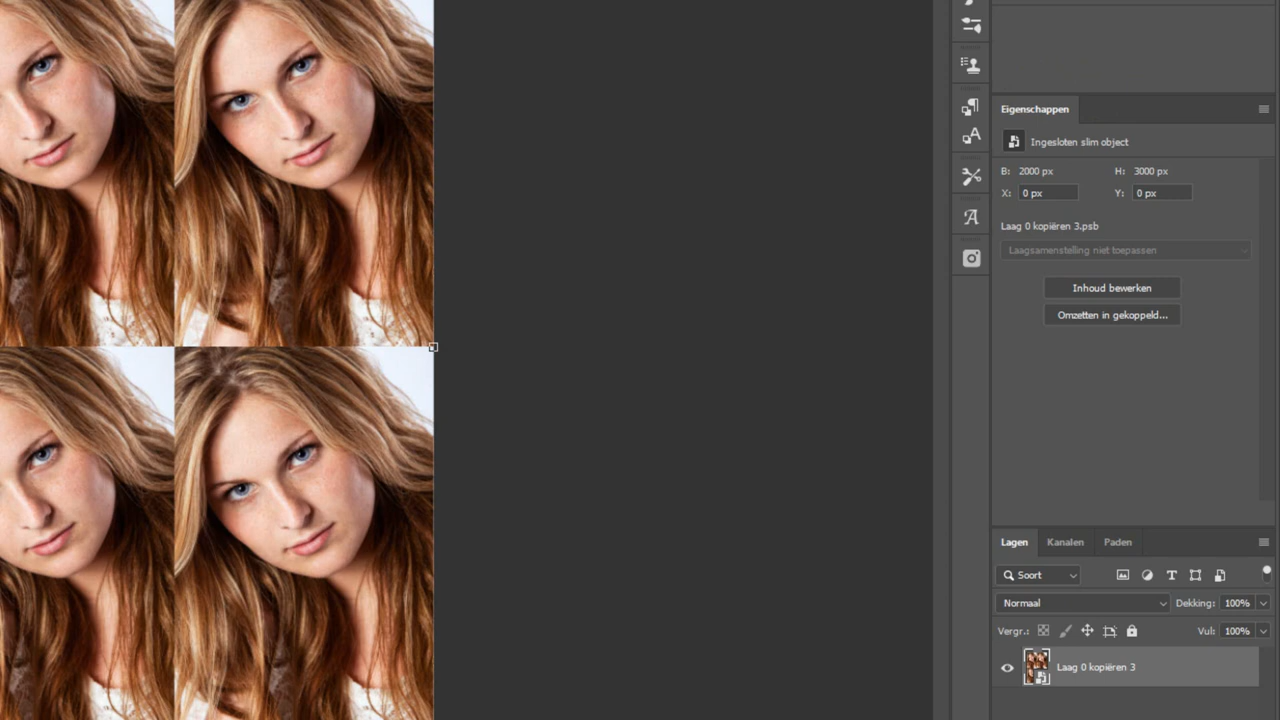 Eigenschappen
Ingesloten slim object
B: 2000 px H: 3000 px
X: 0 px Y: 0 px
Laag 0 kopiëren 3.psb
Laagsamenstelling niet toepassen
Inhoud bewerken
Omzetten in gekoppeld...
Lagen Kanalen Paden
Soort
Normaal Dekking: 100%
Vergr.: Vul: 100%
Laag 0 kopiëren 3